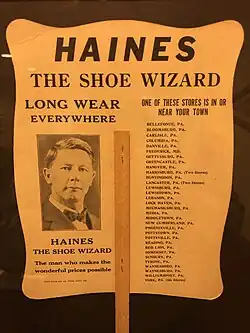 HAINES
THE SHOE WIZARD
LONG WEAR
EVERYWHERE
HAINES
THE SHOE WIZARD
The man who makes the
wonderful prices possible
ONE OF THESE STORES IS IN OR
NEAR YOUR TOWN
BELLEFONTE, PA.
BLOOMSBURG, PA.
CARLISLE, PA.
COLUMBIA, PA.
DANVILLE, PA.
FREDERICK, MD.
GETTYSBURG, PA.
GREENCASTLE, PA.
HANOVER, PA.
HARRISBURG, PA. (Two Stores)
HUNTINGDON, PA.
LANCASTER, PA. (Two Stores)
LEWISBURG, PA.
LEWISTOWN, PA.
LEBANON, PA.
LOCK HAVEN, PA.
MECHANICSBURG, PA.
MEDIA, PA.
MIDDLETOWN, PA.
NEW CUMBERLAND, PA.
PHOENIXVILLE, PA.
POTTSTOWN, PA.
POTTSVILLE, PA.
READING, PA.
RED LION, PA.
SOMERSET, PA.
SUNBURY, PA.
TYRONE, PA.
WAYNESBORO, PA.
WAYNESBURG, PA.
WILLIAMSPORT, PA.
YORK, PA.